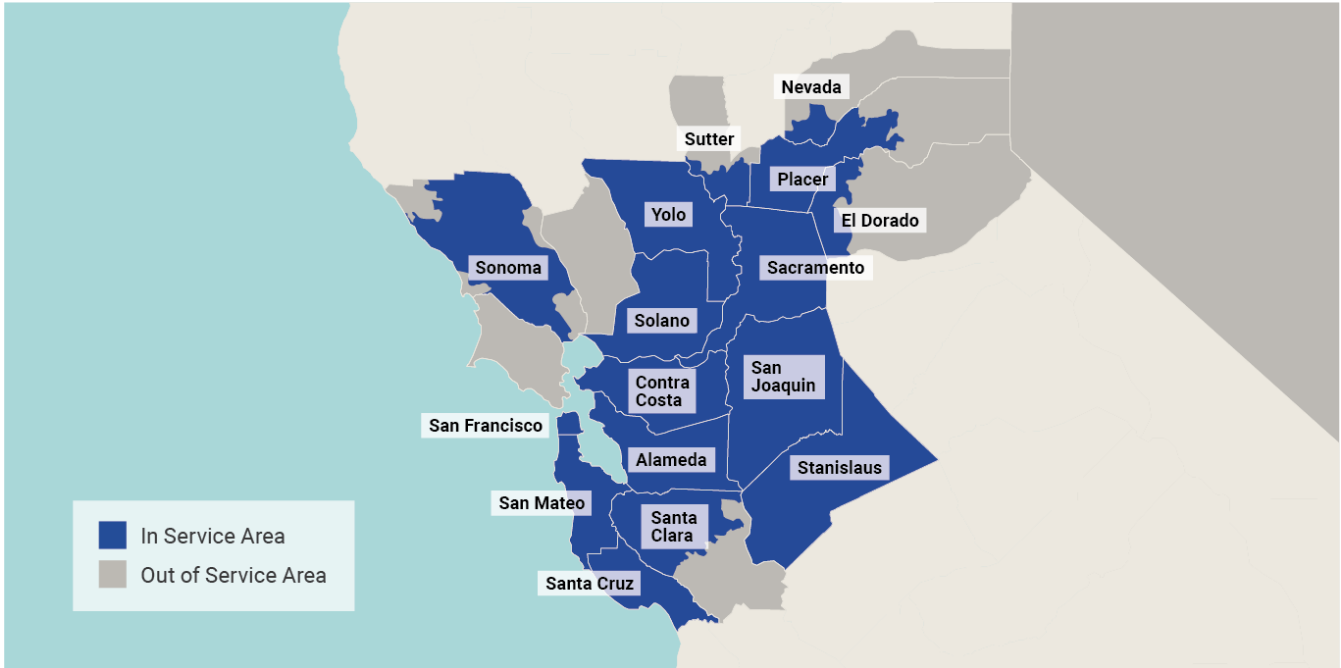 Nevada
Sutter
Placer
Yolo
El Dorado
Sonoma
Sacramento
Solano
San
Joaquin
Contra
Costa
San Francisco
Alameda
Stanislaus
San Mateo
Santa
Clara
Santa Cruz
In Service Area
Out of Service Area